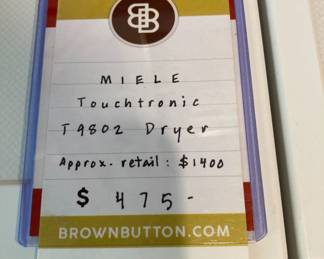 BB
MIELE
Touchtronic
T9802 Dryer
Approx. retail: $1400
$ 475-
BROWNBUTTON.COM